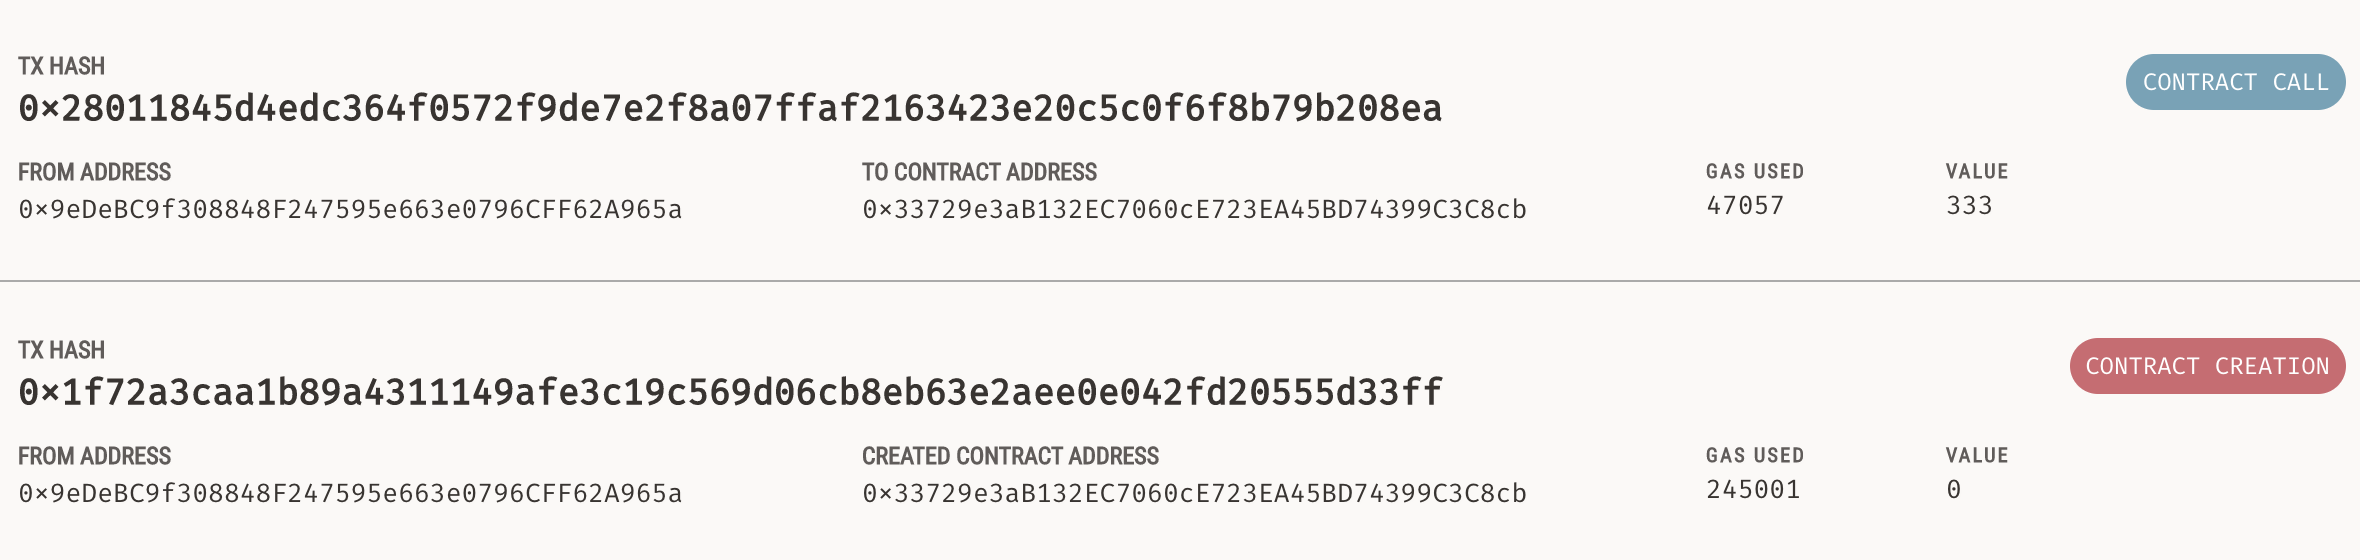 TX HASH
CONTRACT CALL
0×28011845d4edc364f0572f9de7e2f8a07ffaf2163423e20c5c0f6f8b79b208ea
FROM ADDRESS TO CONTRACT ADDRESS GAS USED VALUE
0×9eDeBC9f308848F247595e663e0796CFF62A965a 0×33729e3aB132EC7060cE723EA45BD74399C3C8cb 47057 333
TX HASH
CONTRACT CREATION
0×1f72a3caa1b89a4311149afe3c19c569d06cb8eb63e2aee0e042fd20555d33ff
FROM ADDRESS CREATED CONTRACT ADDRESS GAS USED VALUE
0×9eDeBC9f308848F247595e663e0796CFF62A965a 0×33729e3aB132EC7060cE723EA45BD74399C3C8cb 245001 0